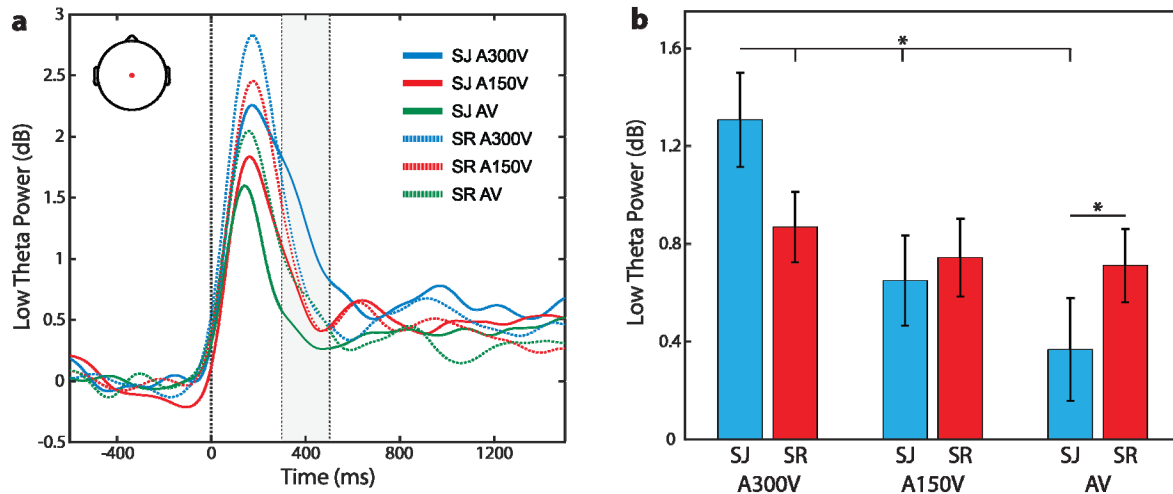 a
Low Theta Power (dB)
3
2.5
2
1.5
1
0.5
0
-0.5
-400
0
400
800
1200
Time (ms)
SJ A300V
SJ A150V
SJ AV
SR A300V
SR A150V
SR AV
b
Low Theta Power (dB)
1.6
1.2
0.8
0.4
0
*
*
SJ SR SJ SR SJ SR
A300V A150V AV